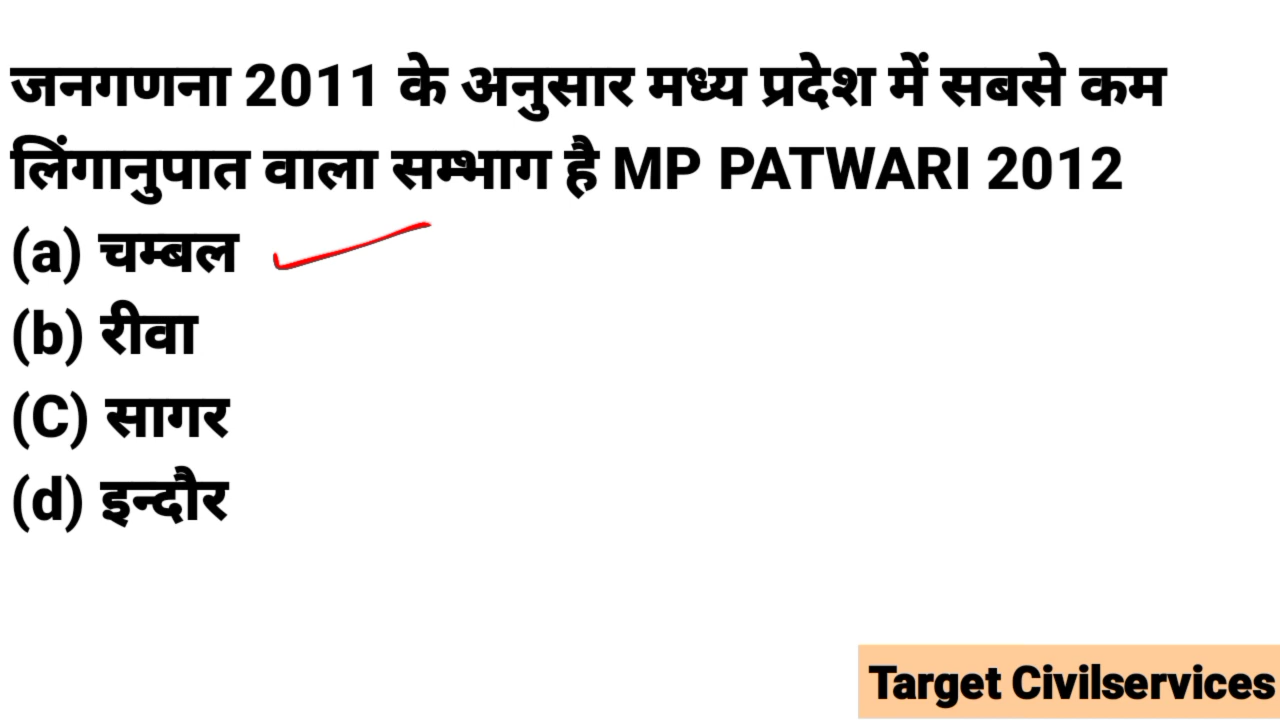 जनगणना 2011 के अनुसार मध्य प्रदेश में सबसे कम
लिंगानुपात वाला सम्भाग है MP PATWARI 2012
(a) चम्बल
(b) रीवा
(C) सागर
(d) इन्दौर
Target Civilservices